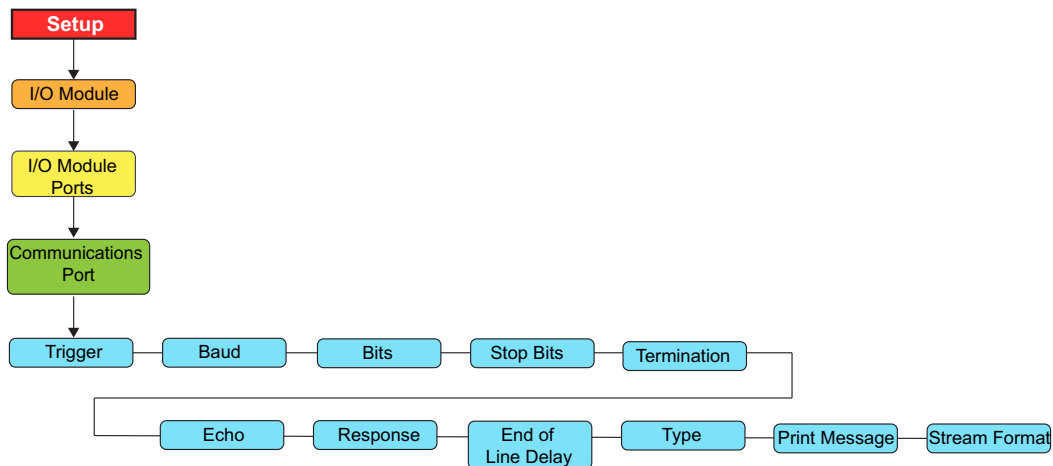 Setup
I/O Module
I/O Module
Ports
Communications
Port
Trigger
Baud
Bits
Stop Bits
Termination
Echo
Response
End of
Line Delay
Type
Print Message
Stream Format